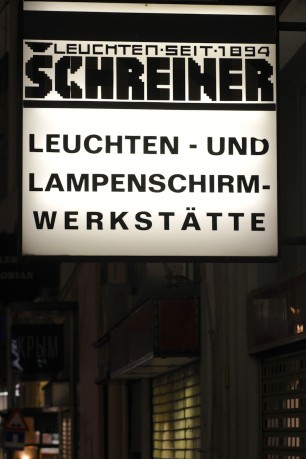 LEUCHTEN·SEIT·1894
SCHREINER
LEUCHTEN - UND
LAMPENSCHIRM-
WERKSTÄTTE